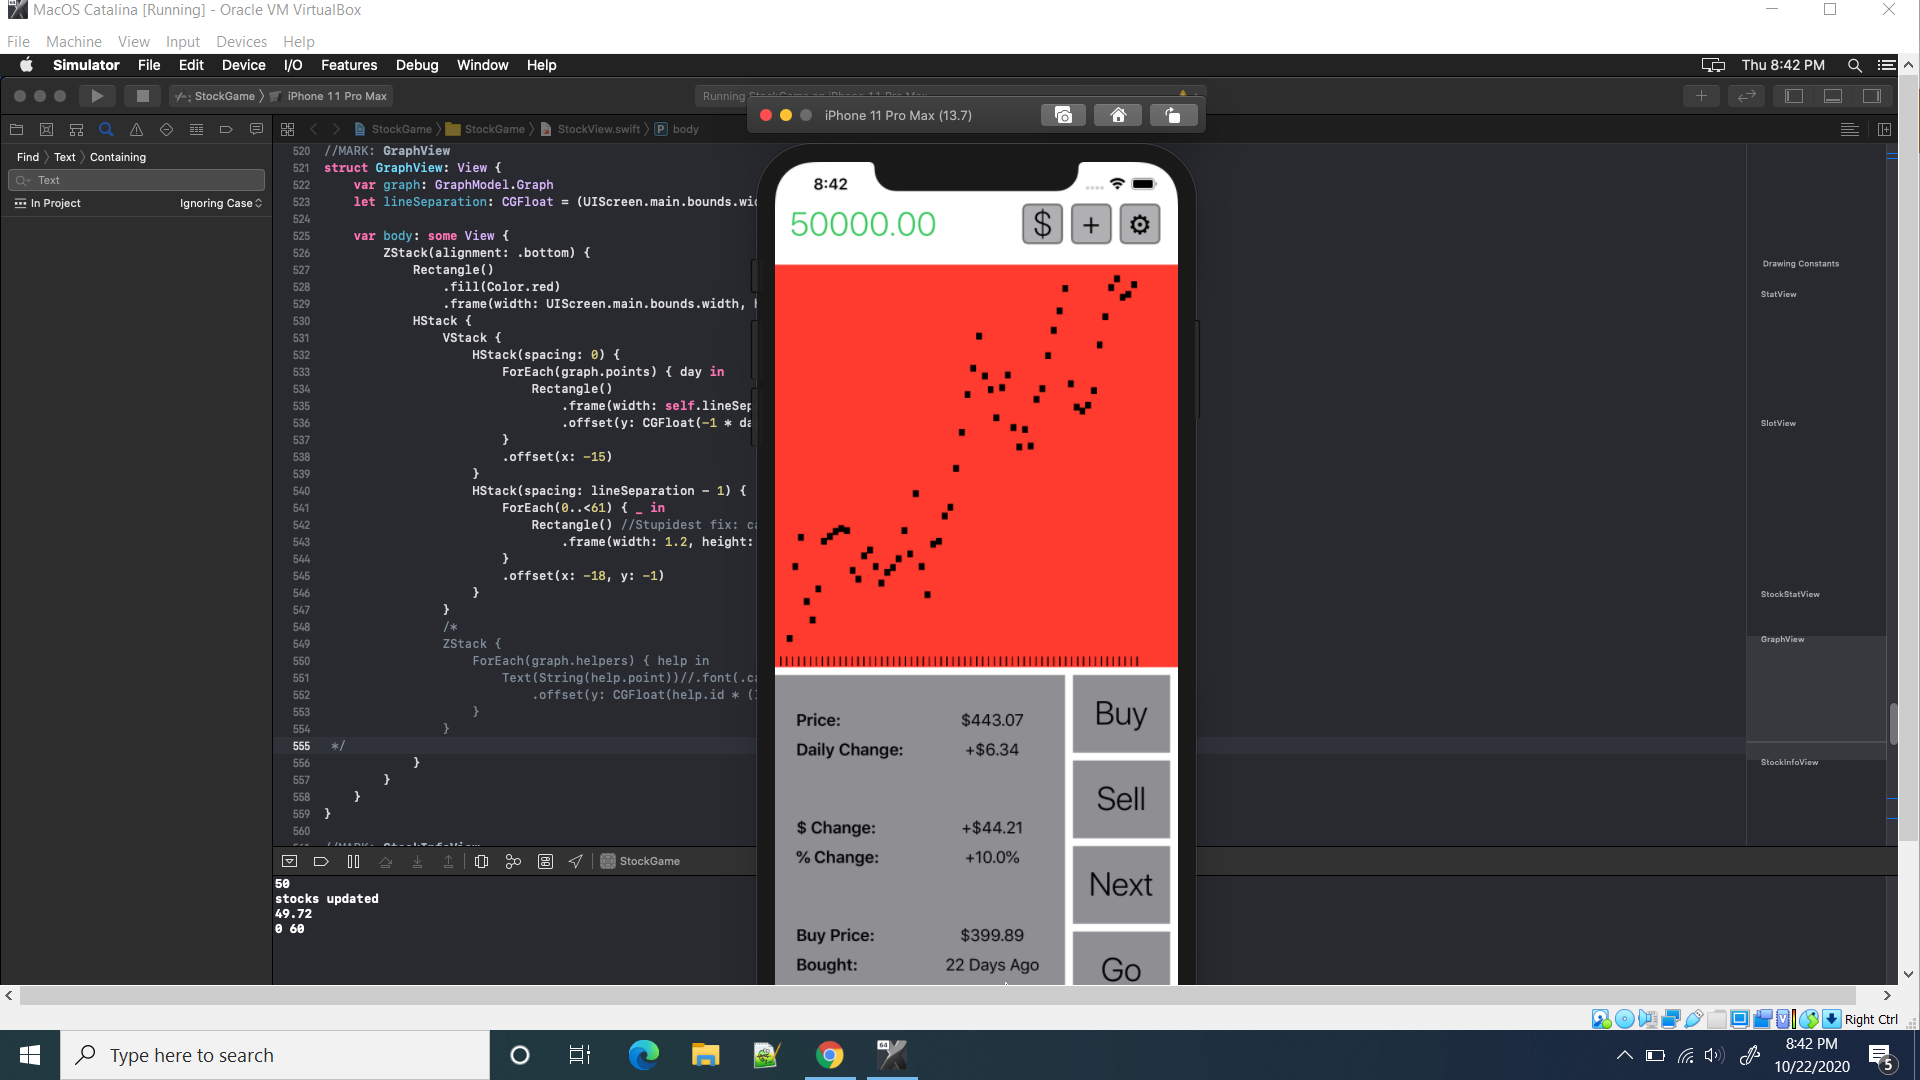 MacOS Catalina [Running] - Oracle VM VirtualBox
File Machine View Input Devices Help
Simulator File Edit Device I/O Features Debug Window Help
Thu 8:42 PM
StockGame iPhone 11 Pro Max
iPhone 11 Pro Max (13.7)
StockGame StockGame StockView.swift P body
Find Text Containing
Text
In Project Ignoring Case
520 //MARK: GraphView
521 struct GraphView: View {
522 var graph: GraphModel.Graph
523 let lineSeparation: CGFloat = (UIScreen.main.bounds.wi
524
525 var body: some View {
526 ZStack(alignment: .bottom) {
527 Rectangle()
528 .fill(Color.red)
529 .frame(width: UIScreen.main.bounds.width,
530 HStack {
531 VStack {
532 HStack(spacing: 0) {
533 ForEach(graph.points) { day in
534 Rectangle()
535 .frame(width: self.lineSep
536 .offset(y: CGFloat(-1 * da
537 }
538 .offset(x: -15)
539 }
540 HStack(spacing: lineSeparation - 1) {
541 ForEach(0..<61) { _ in
542 Rectangle() //Stupidest fix: ca
543 .frame(width: 1.2, height:
544 }
545 .offset(x: -18, y: -1)
546 }
547 }
548 /*
549 ZStack {
550 ForEach(graph.helpers) { help in
551 Text(String(help.point))//.font(.ca
552 .offset(y: CGFloat(help.id * (
553 }
554 }
555 */
556 }
557 }
558 }
559 }
560
8:42
50000.00 $ +
Price: $443.07
Daily Change: +$6.34
$ Change: +$44.21
% Change: +10.0%
Buy Price: $399.89
Bought: 22 Days Ago
Buy
Sell
Next
Go
Drawing Constants
StatView
SlotView
StockStatView
GraphView
StockInfoView
StockGame
50
stocks updated
49.72
0 60
Right Ctrl
Type here to search
64
8:42 PM
10/22/2020
5